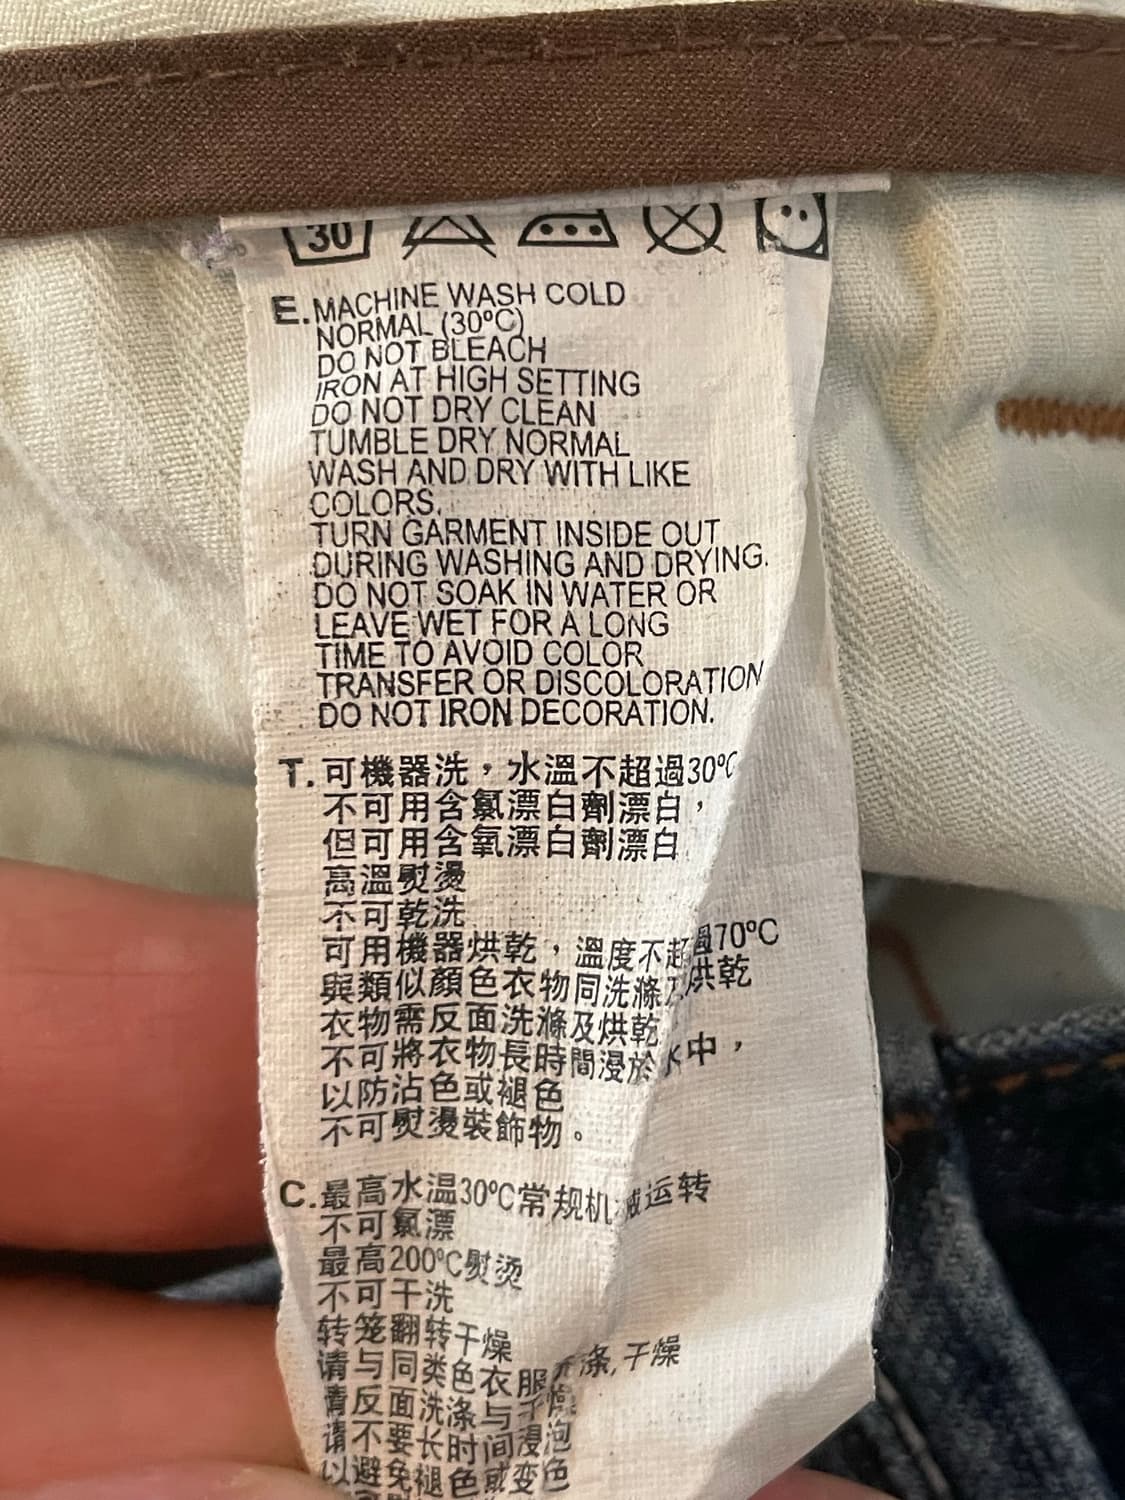 30
E. MACHINE WASH COLD
NORMAL (30ºC)
DO NOT BLEACH
IRON AT HIGH SETTING
DO NOT DRY CLEAN
TUMBLE DRY NORMAL
WASH AND DRY WITH LIKE
COLORS.
TURN GARMENT INSIDE OUT
DURING WASHING AND DRYING.
DO NOT SOAK IN WATER OR
LEAVE WET FOR A LONG
TIME TO AVOID COLOR
TRANSFER OR DISCOLORATION
DO NOT IRON DECORATION.
T. 可機器洗，水溫不超過30ºC
不可用含氯漂白劑漂白，
但可用含氧漂白劑漂白
高溫熨燙
不可乾洗
可用機器烘乾，溫度不超過70ºC
與類似顏色衣物同洗滌及烘乾
衣物需反面洗滌及烘乾
不可將衣物長時間浸於水中，
以防沾色或褪色
不可熨燙裝飾物。
C. 最高水温30ºC常规机械运转
不可氯漂
最高200ºC熨烫
不可干洗
转笼翻转干燥
请与同类色衣服洗涤,干燥
请反面洗涤与干燥
请不要长时间浸泡
以避免褪色或变色